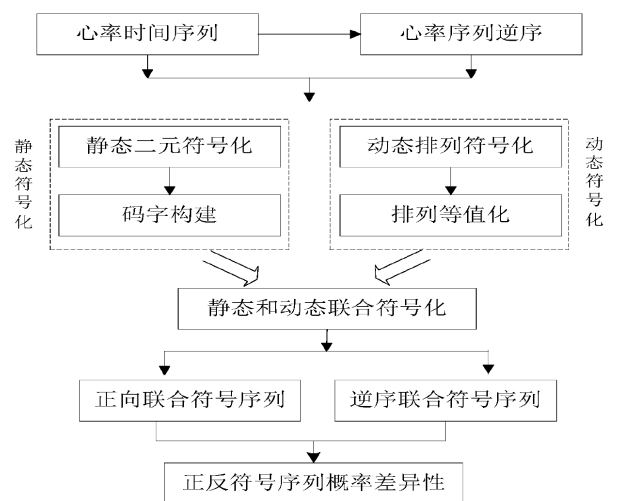 心率时间序列
心率序列逆序
静态符号化
静态二元符号化
码字构建
动态排列符号化
排列等值化
动态符号化
静态和动态联合符号化
正向联合符号序列
逆序联合符号序列
正反符号序列概率差异性